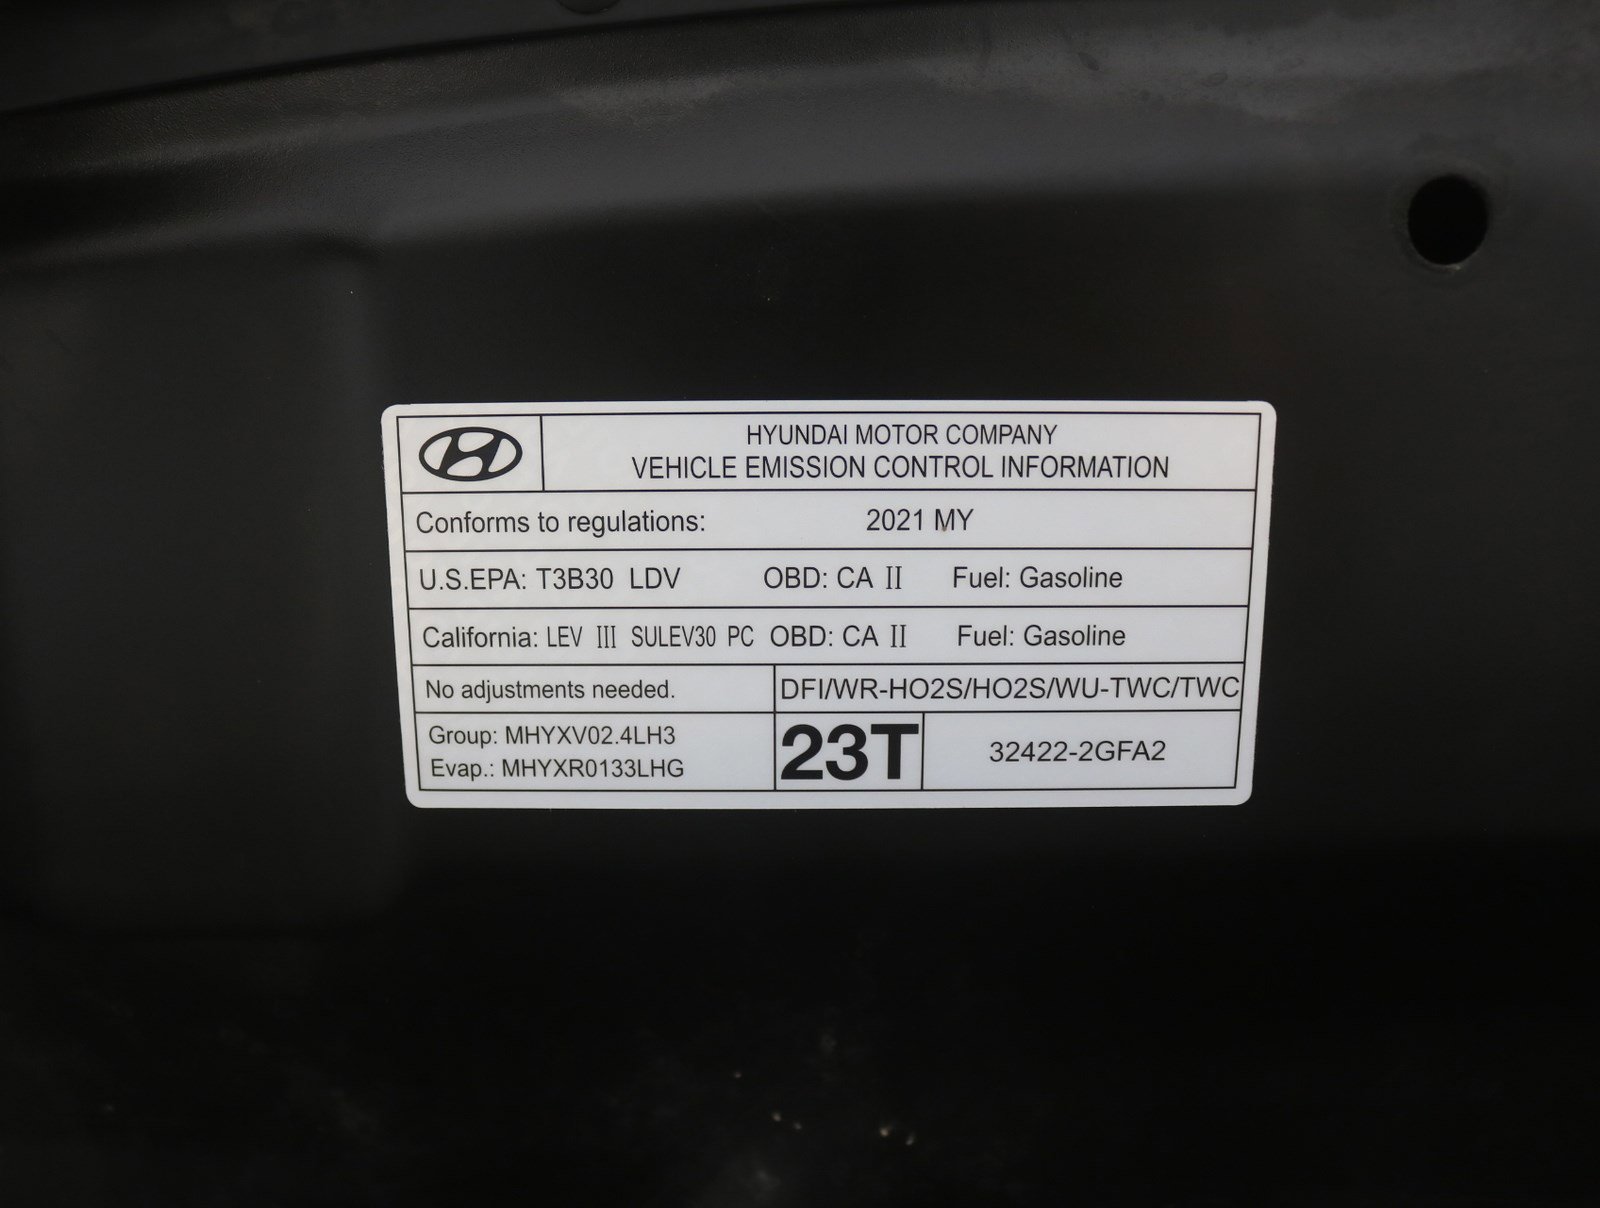 HYUNDAI MOTOR COMPANY
VEHICLE EMISSION CONTROL INFORMATION
Conforms to regulations: 2021 MY
U.S.EPA: T3B30 LDV OBD: CA II Fuel: Gasoline
California: LEV III SULEV30 PC OBD: CA II Fuel: Gasoline
No adjustments needed. DFI/WR-HO2S/HO2S/WU-TWC/TWC
Group: MHYXV02.4LH3
Evap.: MHYXR0133LHG
23T
32422-2GFA2